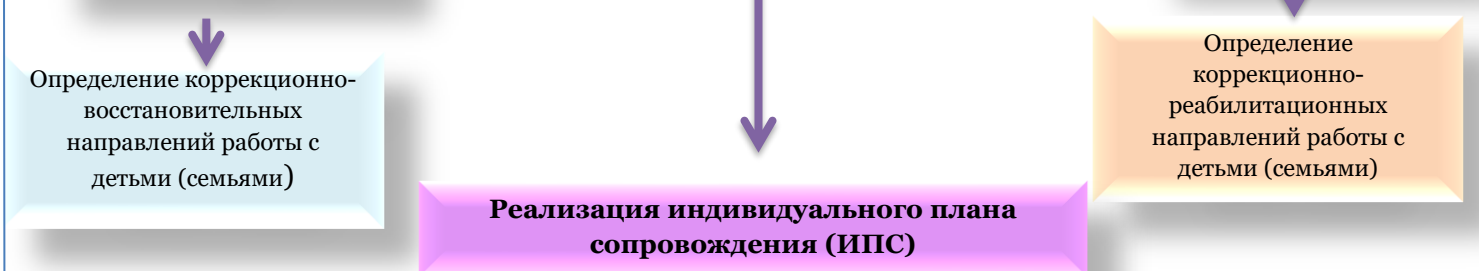 Определение коррекционно-
восстановительных
направлений работы с
детьми (семьями)
Определение
коррекционно-
реабилитационных
направлений работы с
детьми (семьями)
Реализация индивидуального плана
сопровождения (ИПС)